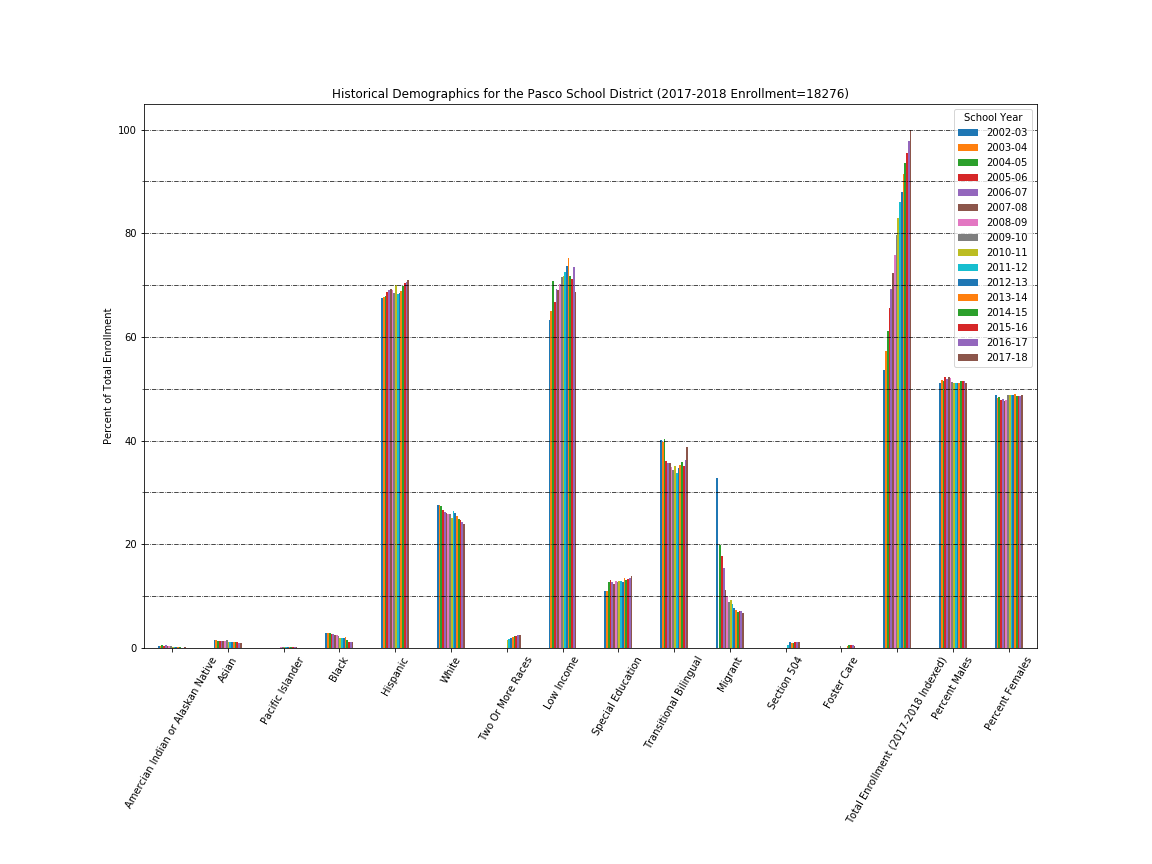 Historical Demographics for the Pasco School District (2017-2018 Enrollment=18276)
Percent of Total Enrollment
100
80
60
40
20
0
School Year
2002-03
2003-04
2004-05
2005-06
2006-07
2007-08
2008-09
2009-10
2010-11
2011-12
2012-13
2013-14
2014-15
2015-16
2016-17
2017-18
Amercian Indian or Alaskan Native
Asian
Pacific Islander
Black
Hispanic
White
Two Or More Races
Low Income
Special Education
Transitional Bilingual
Migrant
Section 504
Foster Care
Total Enrollment (2017-2018 Indexed)
Percent Males
Percent Females